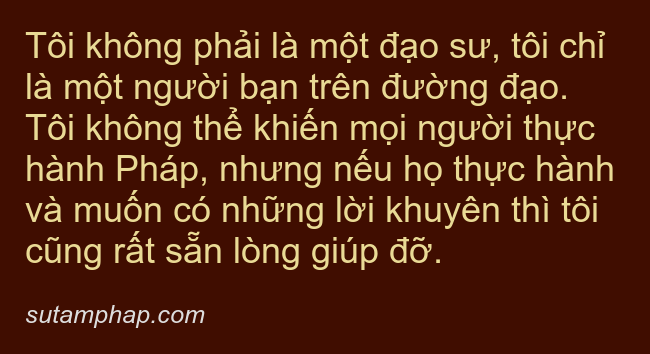 Tôi không phải là một đạo sư, tôi chỉ
là một người bạn trên đường đạo.
Tôi không thể khiến mọi người thực
hành Pháp, nhưng nếu họ thực hành
và muốn có những lời khuyên thì tôi
cũng rất sẵn lòng giúp đỡ.
sutamphap.com